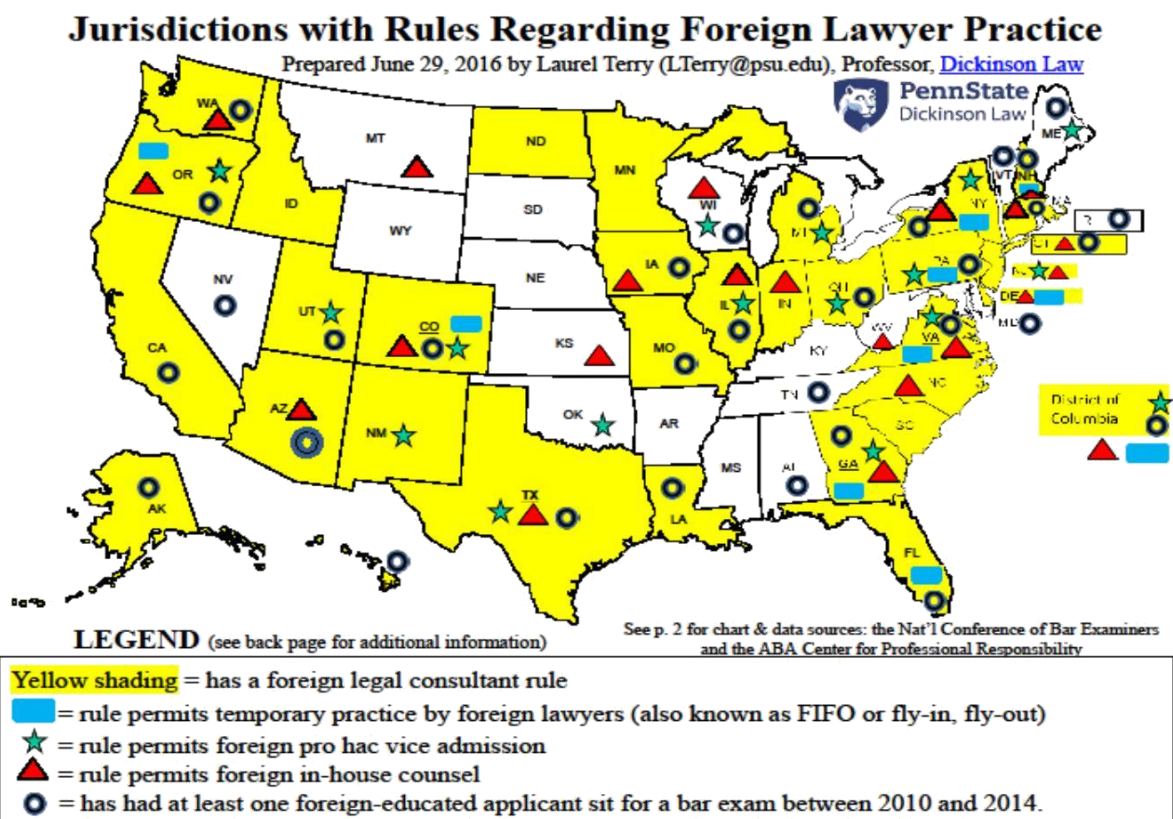 Jurisdictions with Rules Regarding Foreign Lawyer Practice
Prepared June 29, 2016 by Laurel Terry (LTerry@psu.edu), Professor, Dickinson Law
PennState
Dickinson Law
WA
MT
ND
MN
ME
VT
NH
OR
ID
SD
WI
NY
MA
WY
MI
R
CT
NV
NE
IA
PA
NJ
UT
CO
IL
IN
OH
DE
MD
CA
KS
MO
KY
WV
VA
AZ
NM
OK
AR
TN
NC
SC
District of
Columbia
MS
AL
GA
AK
TX
LA
FL
LEGEND (see back page for additional information)
See p. 2 for chart & data sources: the Nat'l Conference of Bar Examiners
and the ABA Center for Professional Responsibility
Yellow shading = has a foreign legal consultant rule
= rule permits temporary practice by foreign lawyers (also known as FIFO or fly-in, fly-out)
= rule permits foreign pro hac vice admission
= rule permits foreign in-house counsel
= has had at least one foreign-educated applicant sit for a bar exam between 2010 and 2014.